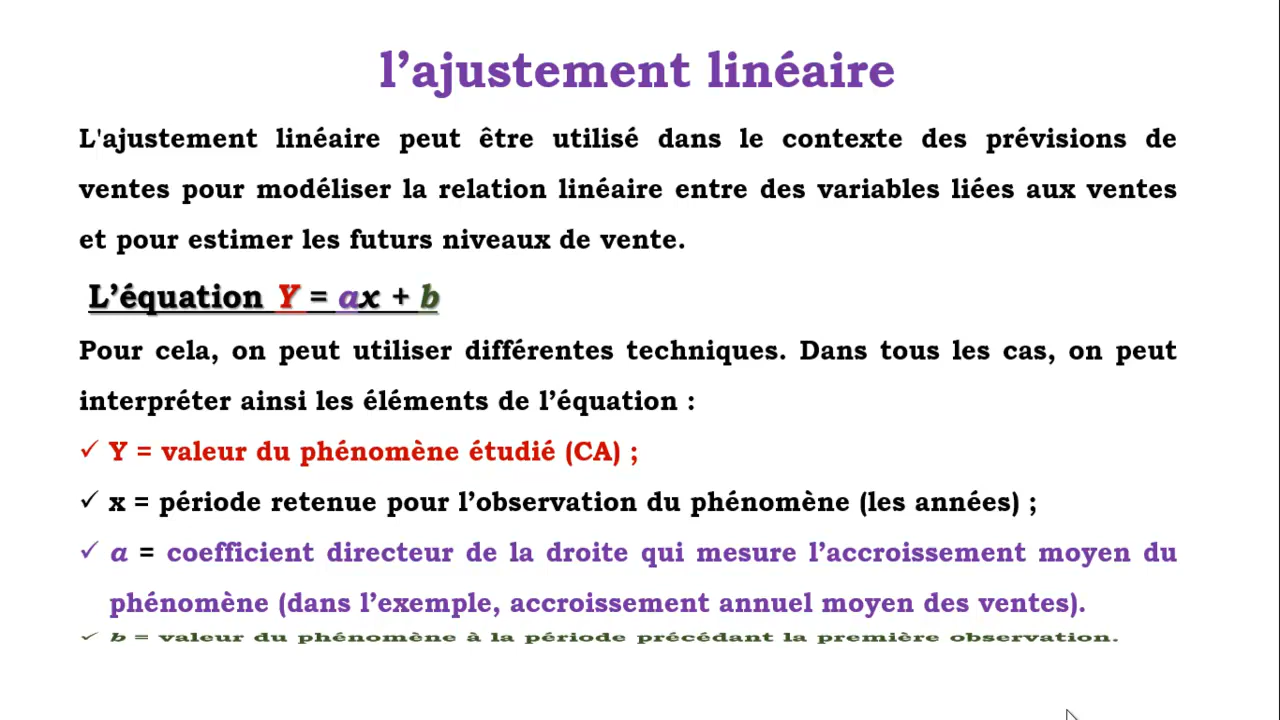 l’ajustement linéaire
L'ajustement linéaire peut être utilisé dans le contexte des prévisions de
ventes pour modéliser la relation linéaire entre des variables liées aux ventes
et pour estimer les futurs niveaux de vente.
L’équation Y = ax + b
Pour cela, on peut utiliser différentes techniques. Dans tous les cas, on peut
interpréter ainsi les éléments de l’équation :
✓ Y = valeur du phénomène étudié (CA) ;
✓ x = période retenue pour l’observation du phénomène (les années) ;
✓ a = coefficient directeur de la droite qui mesure l’accroissement moyen du
phénomène (dans l’exemple, accroissement annuel moyen des ventes).
✓ b = valeur du phénomène à la période précédant la première observation.